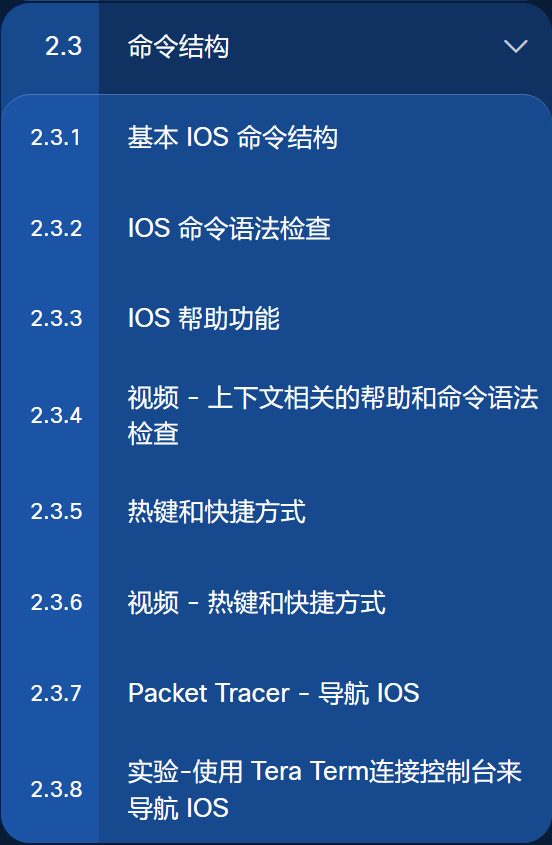 2.3 命令结构
2.3.1 基本 IOS 命令结构
2.3.2 IOS 命令语法检查
2.3.3 IOS 帮助功能
2.3.4 视频 - 上下文相关的帮助和命令语法
检查
2.3.5 热键和快捷方式
2.3.6 视频 - 热键和快捷方式
2.3.7 Packet Tracer - 导航 IOS
2.3.8 实验-使用 Tera Term连接控制台来
导航 IOS